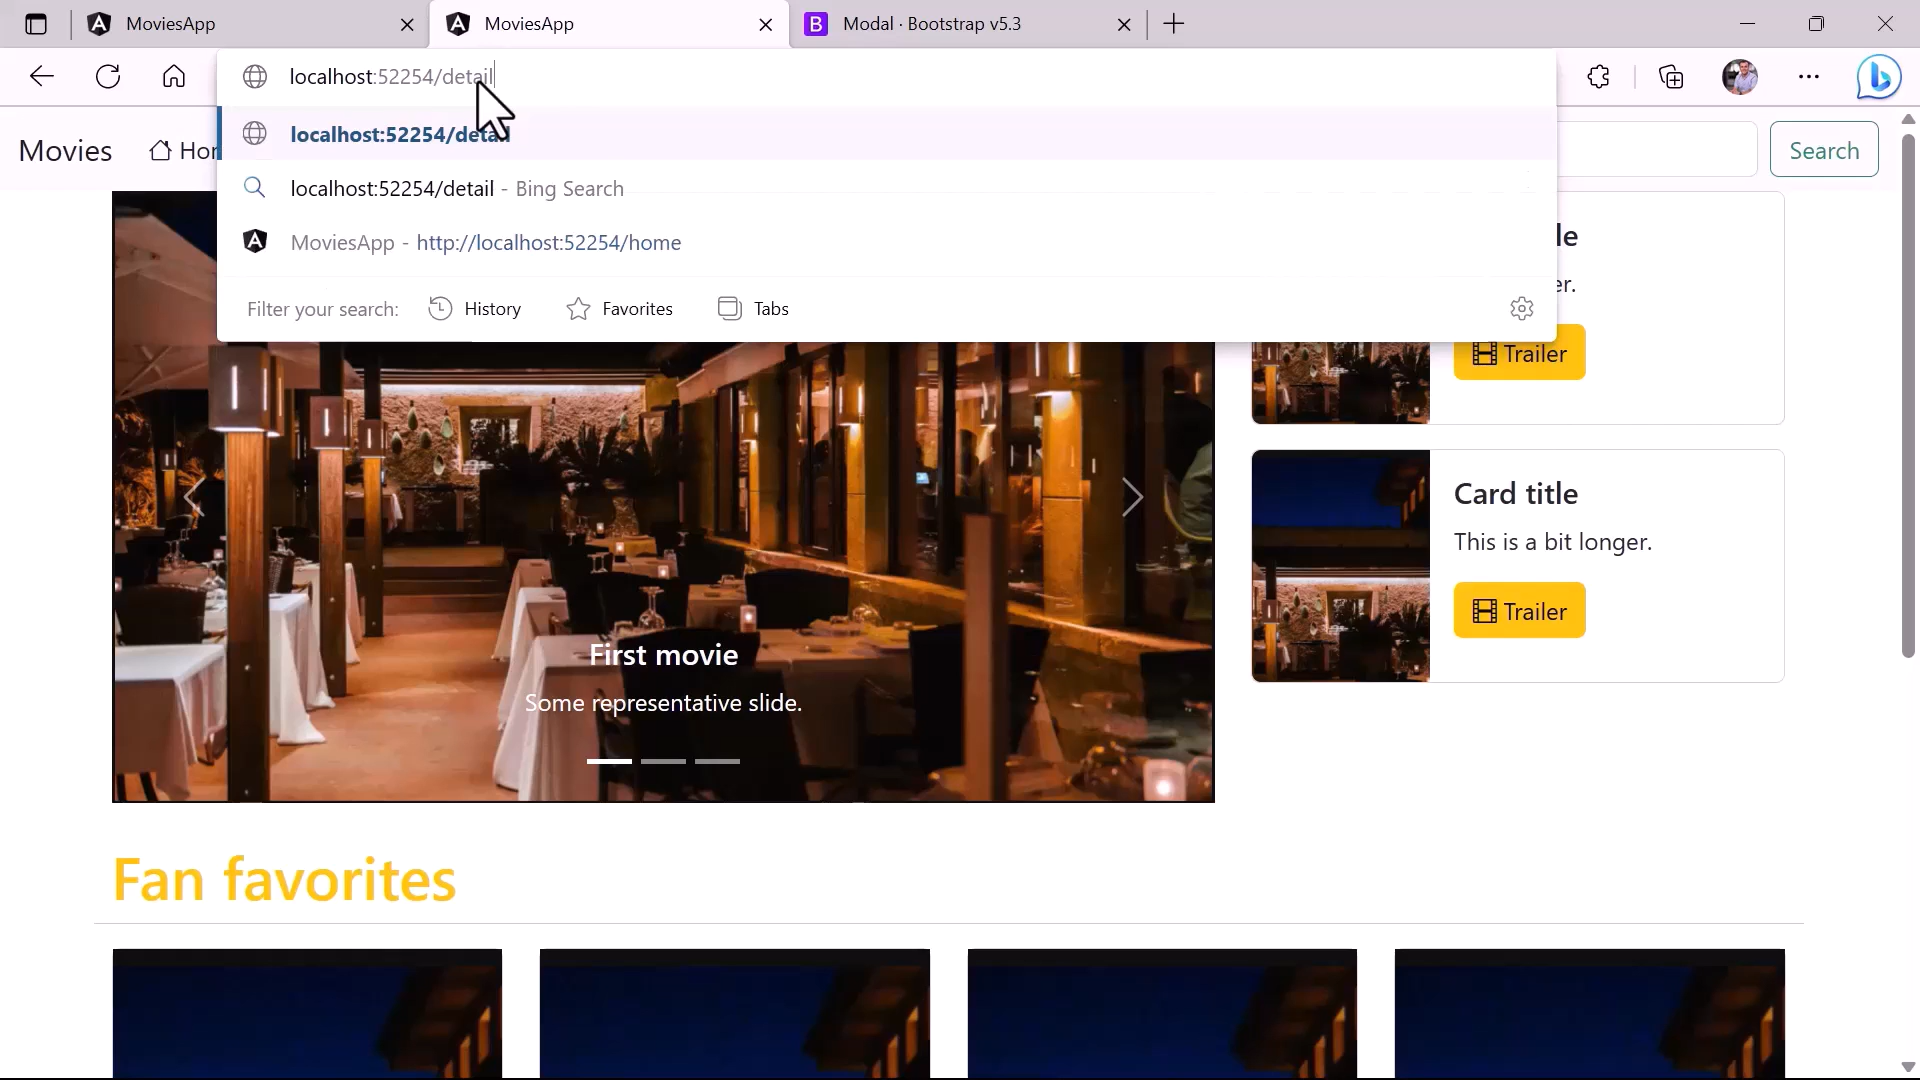 MoviesApp
MoviesApp
Modal · Bootstrap v5.3
localhost:52254/detail
localhost:52254/detail
localhost:52254/detail - Bing Search
MoviesApp - http://localhost:52254/home
Filter your search: History Favorites Tabs
Movies
Search
Trailer
Card title
This is a bit longer.
Trailer
First movie
Some representative slide.
Fan favorites